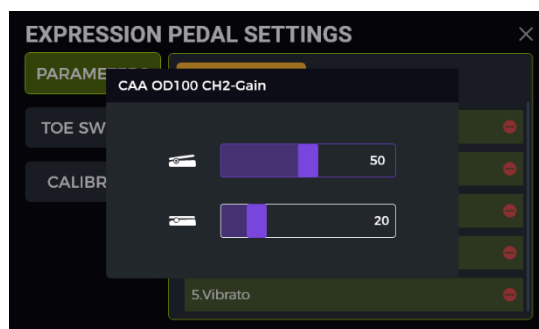 EXPRESSION PEDAL SETTINGS
PARAME
CAA OD100 CH2-Gain
TOE SW
50
CALIBR
20
5.Vibrato